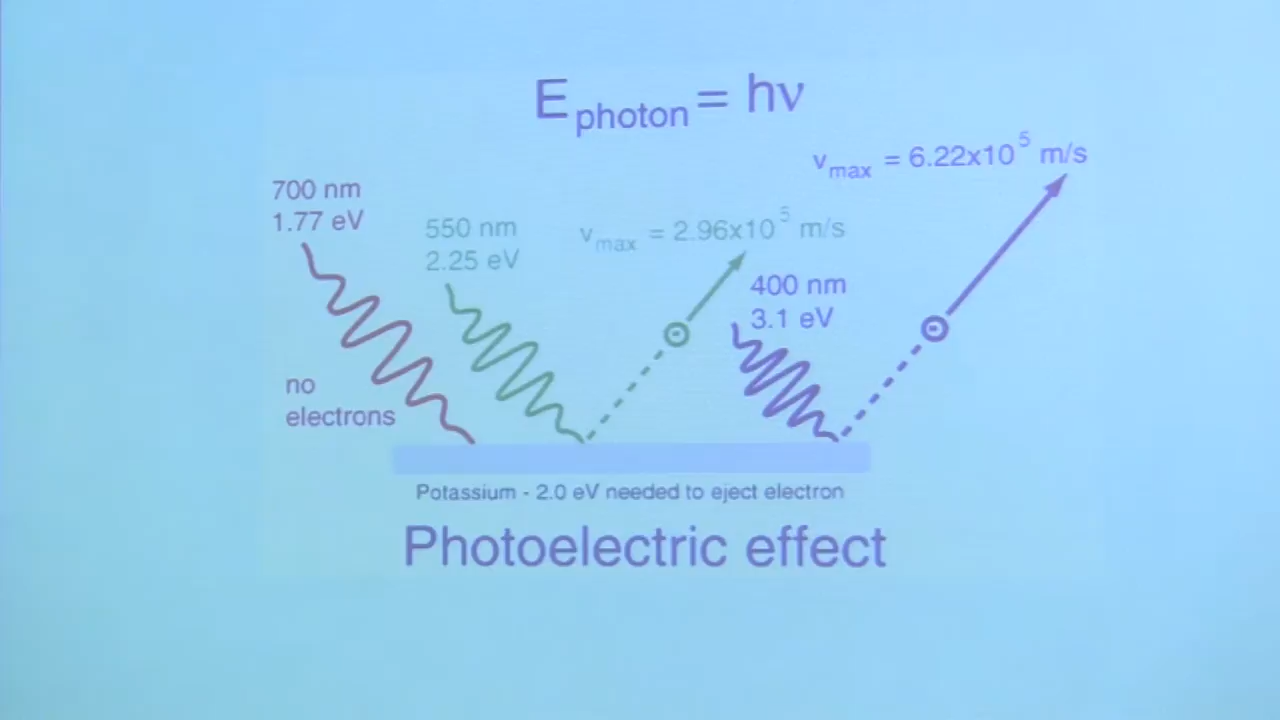 E photon = hν
v max = 6.22x10 5 m/s
700 nm
1.77 eV
550 nm
2.25 eV
v max = 2.96x10 5 m/s
400 nm
3.1 eV
no
electrons
Potassium - 2.0 eV needed to eject electron
Photoelectric effect